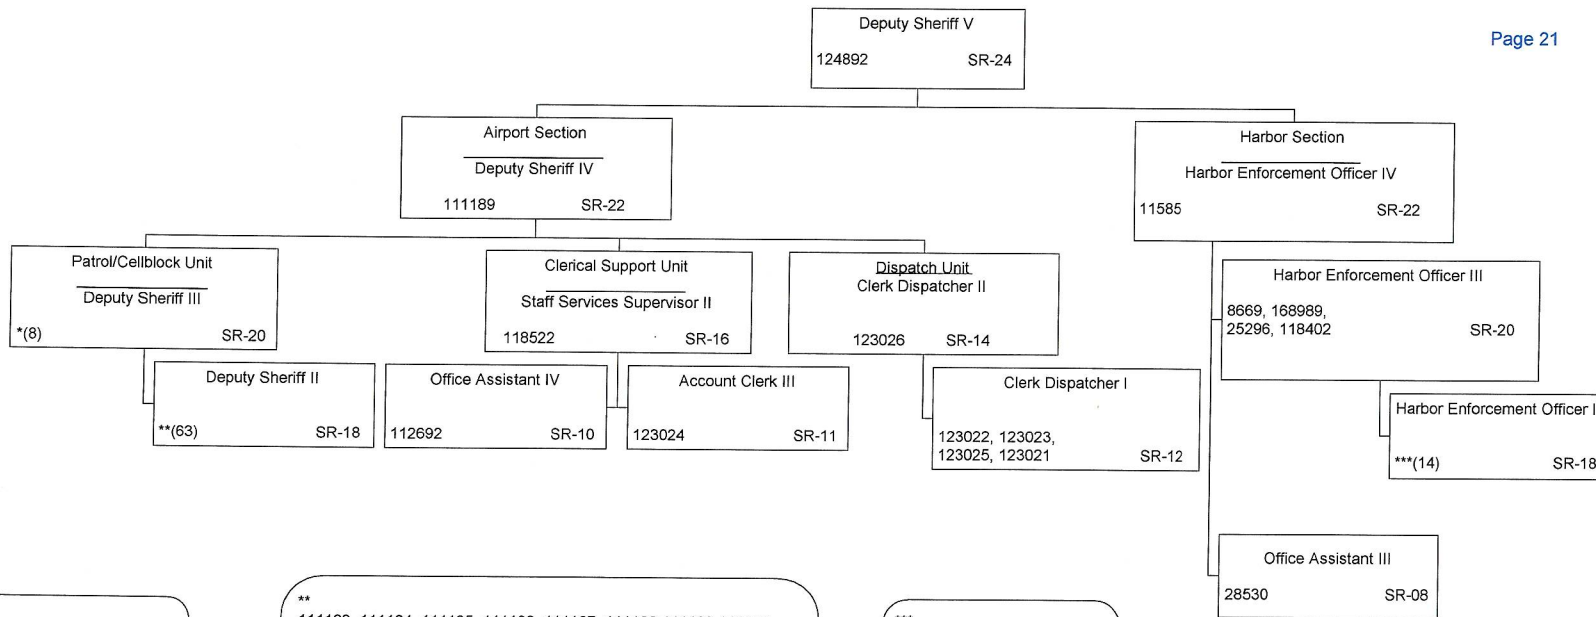 Deputy Sheriff V
124892 SR-24
Page 21
Airport Section
Deputy Sheriff IV
111189 SR-22
Harbor Section
Harbor Enforcement Officer IV
11585 SR-22
Patrol/Cellblock Unit
Deputy Sheriff III
*(8) SR-20
Clerical Support Unit
Staff Services Supervisor II
118522 SR-16
Dispatch Unit
Clerk Dispatcher II
123026 SR-14
Harbor Enforcement Officer III
8669, 168989,
25296, 118402 SR-20
Deputy Sheriff II
**(63) SR-18
Office Assistant IV
112692 SR-10
Account Clerk III
123024 SR-11
Clerk Dispatcher I
123022, 123023,
123025, 123021 SR-12
Harbor Enforcement Officer I
***(14) SR-18
Office Assistant III
28530 SR-08
**
***